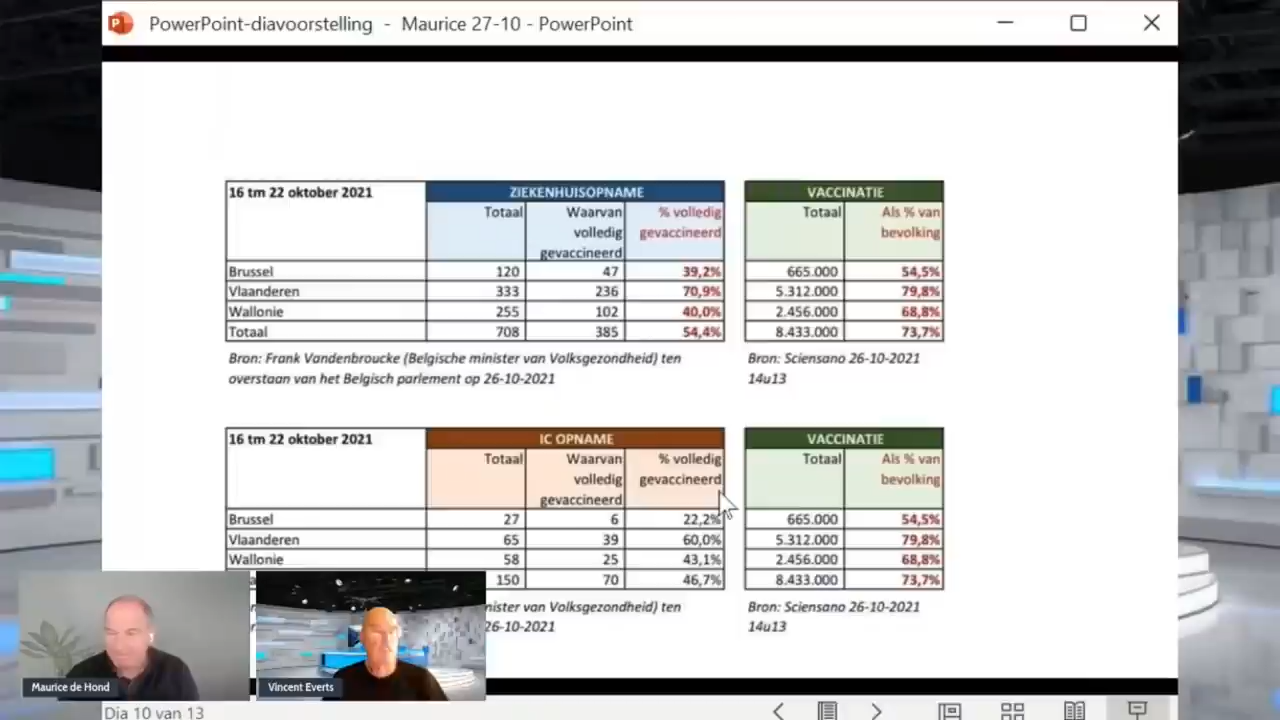 PowerPoint-diavoorstelling - Maurice 27-10 - PowerPoint
16 tm 22 oktober 2021 ZIEKENHUISOPNAME VACCINATIE
Totaal Waarvan % volledig Totaal Als % van
volledig gevaccineerd bevolking
gevaccineerd
Brussel 120 47 39,2% 665.000 54,5%
Vlaanderen 333 236 70,9% 5.312.000 79,8%
Wallonie 255 102 40,0% 2.456.000 68,8%
Totaal 708 385 54,4% 8.433.000 73,7%
Bron: Frank Vandenbroucke (Belgische minister van Volksgezondheid) ten Bron: Sciensano 26-10-2021
overstaan van het Belgisch parlement op 26-10-2021 14u13
16 tm 22 oktober 2021 IC OPNAME VACCINATIE
Totaal Waarvan % volledig Totaal Als % van
volledig gevaccineerd bevolking
gevaccineerd
Brussel 27 6 22,2% 665.000 54,5%
Vlaanderen 65 39 60,0% 5.312.000 79,8%
Wallonie 58 25 43,1% 2.456.000 68,8%
150 70 46,7% 8.433.000 73,7%
van Volksgezondheid) ten Bron: Sciensano 26-10-2021
26-10-2021 14u13
Maurice de Hond Vincent Everts
Dia 10 van 13